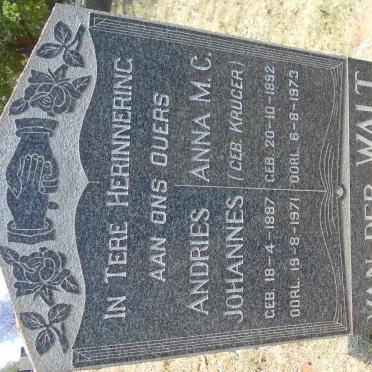 IN TERE HERINNERING
AAN ONS OUERS
ANDRIES
JOHANNES
GEB. 18-4-1887
OORL. 19-8-1971
ANNA M.C.
(GEB. KRUGER)
GEB. 20-10-1892
OORL. 6-8-1973
VAN DER WALT